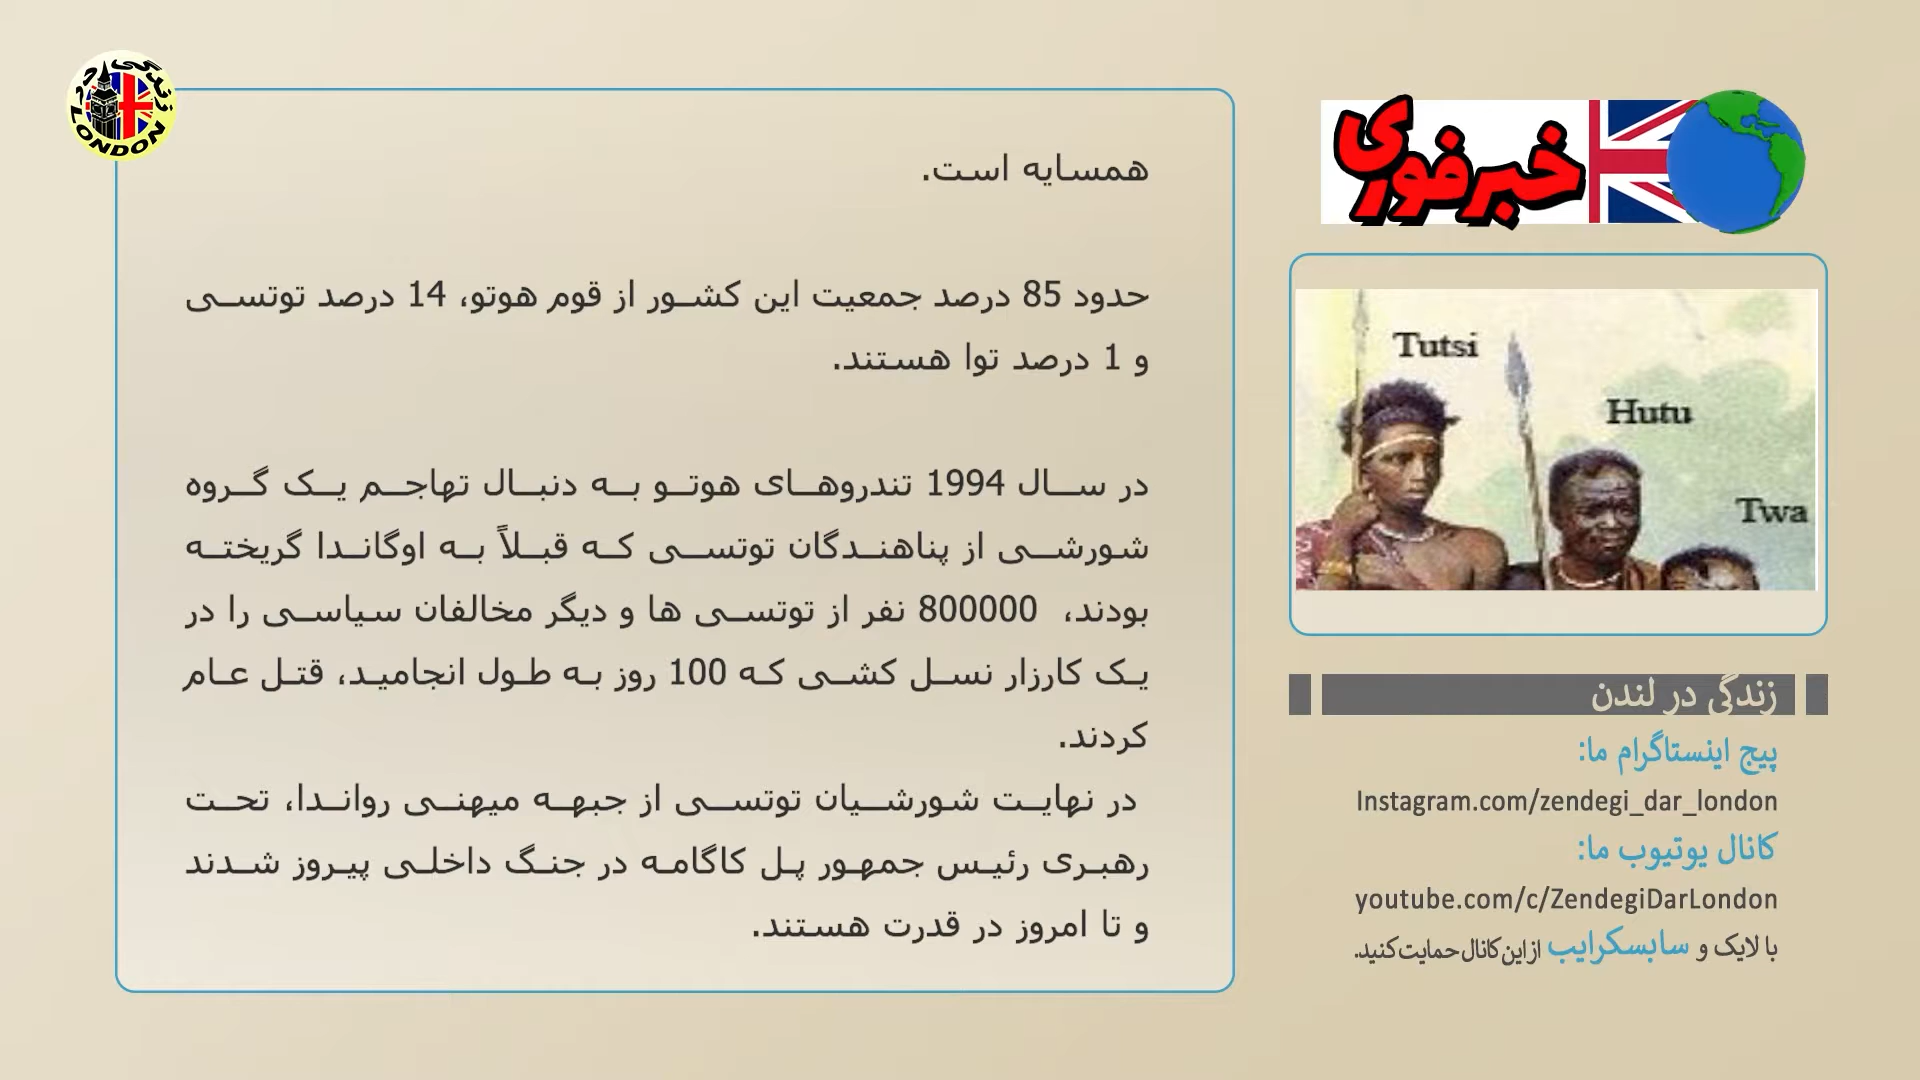 زندگی در
LONDON
همسایه است.
حدود 85 درصد جمعیت این کشور از قوم هوتو، 14 درصد توتسی
و 1 درصد توا هستند.
در سال 1994 تندروهای هوتو به دنبال تهاجم یک گروه
شورشی از پناهندگان توتسی که قبلاً به اوگاندا گریخته
بودند، 800000 نفر از توتسی ها و دیگر مخالفان سیاسی را در
یک کارزار نسل کشی که 100 روز به طول انجامید، قتل عام
کردند.
در نهایت شورشیان توتسی از جبهه میهنی رواندا، تحت
رهبری رئیس جمهور پل کاگامه در جنگ داخلی پیروز شدند
و تا امروز در قدرت هستند.
خبرفوری
Tutsi
Hutu
Twa
زندگی در لندن
پیج اینستاگرام ما:
Instagram.com/zendegi_dar_london
کانال یوتیوب ما:
youtube.com/c/ZendegiDarLondon
با لایک و سابسکرایب از این کانال حمایت کنید.